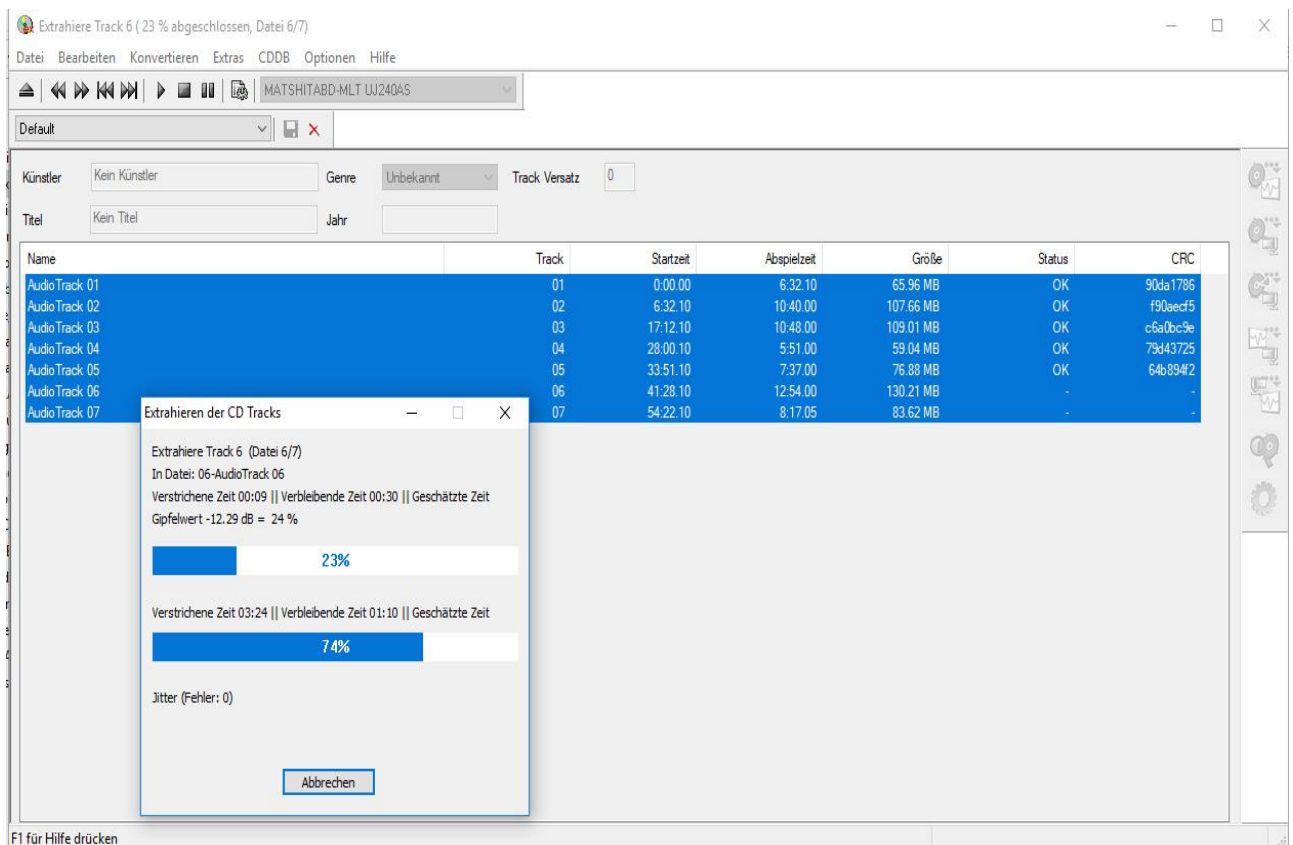 Extrahiere Track 6 ( 23 % abgeschlossen, Datei 6/7)
Datei Bearbeiten Konvertieren Extras CDDB Optionen Hilfe
MATSHITABD-MLT UJ240AS
Default
Künstler Kein Künstler Genre Unbekannt Track Versatz 0
Titel Kein Titel Jahr
Name Track Startzeit Abspielzeit Größe Status CRC
AudioTrack 01 01 0:00.00 6:32.10 65.96 MB OK 90da1786
AudioTrack 02 02 6:32.10 10:40.00 107.66 MB OK f90aecf5
AudioTrack 03 03 17:12.10 10:48.00 109.01 MB OK c6a0bc9e
AudioTrack 04 04 28:00.10 5:51.00 59.04 MB OK 79d43725
AudioTrack 05 05 33:51.10 7:37.00 76.88 MB OK 64b894f2
AudioTrack 06 06 41:28.10 12:54.00 130.21 MB - -
AudioTrack 07 07 54:22.10 8:17.05 83.62 MB - -
Extrahieren der CD Tracks
Extrahiere Track 6 (Datei 6/7)
In Datei: 06-AudioTrack 06
Verstrichene Zeit 00:09 || Verbleibende Zeit 00:30 || Geschätzte Zeit
Gipfelwert -12.29 dB = 24 %
23%
Verstrichene Zeit 03:24 || Verbleibende Zeit 01:10 || Geschätzte Zeit
74%
Jitter (Fehler: 0)
Abbrechen
F1 für Hilfe drücken